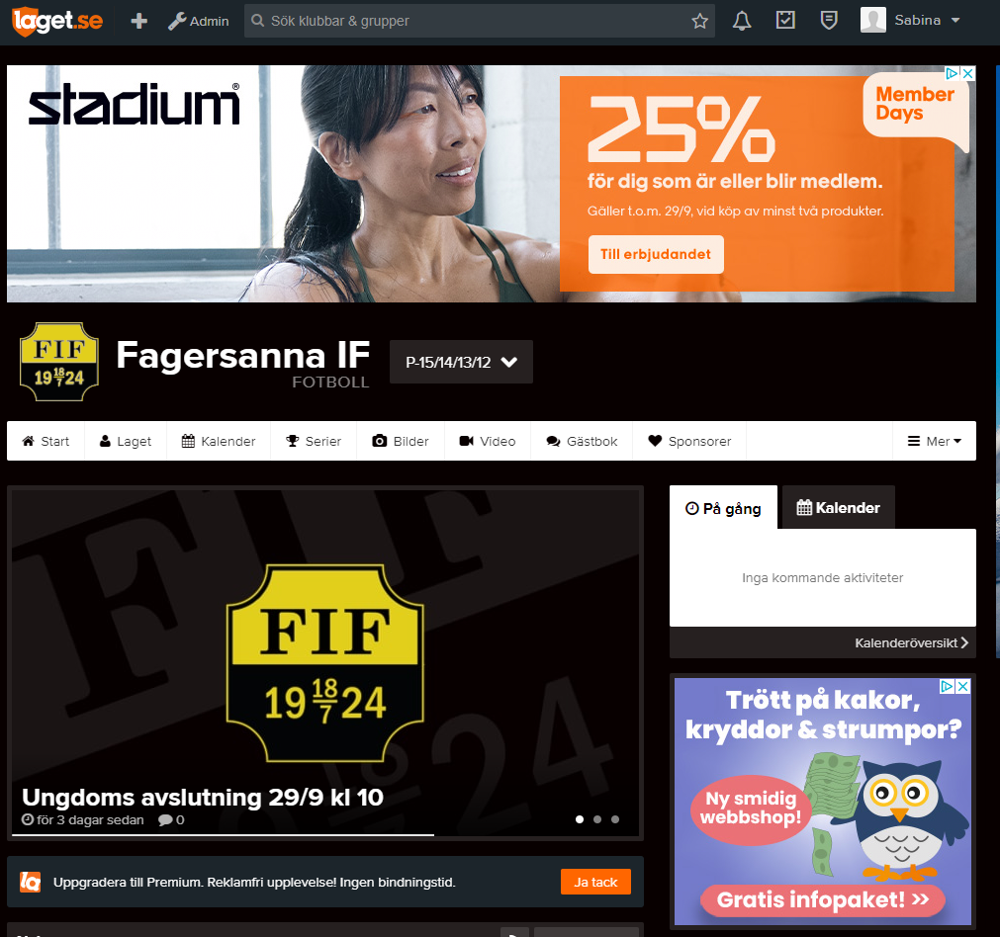 laget.se
Admin
Sök klubbar & grupper
Sabina
stadium®
Member
Days
25%
för dig som är eller blir medlem.
Gäller t.o.m. 29/9, vid köp av minst två produkter.
Till erbjudandet
FIF
19 18/7 24
Fagersanna IF
FOTBOLL
P-15/14/13/12
Start
Laget
Kalender
Serier
Bilder
Video
Gästbok
Sponsorer
Mer
FIF
19 18/7 24
Ungdoms avslutning 29/9 kl 10
för 3 dagar sedan 0
På gång
Kalender
Inga kommande aktiviteter
Kalenderöversikt
Trött på kakor,
kryddor & strumpor?
Ny smidig
webbshop!
Gratis infopaket! >>
Uppgradera till Premium. Reklamfri upplevelse! Ingen bindningstid.
Ja tack